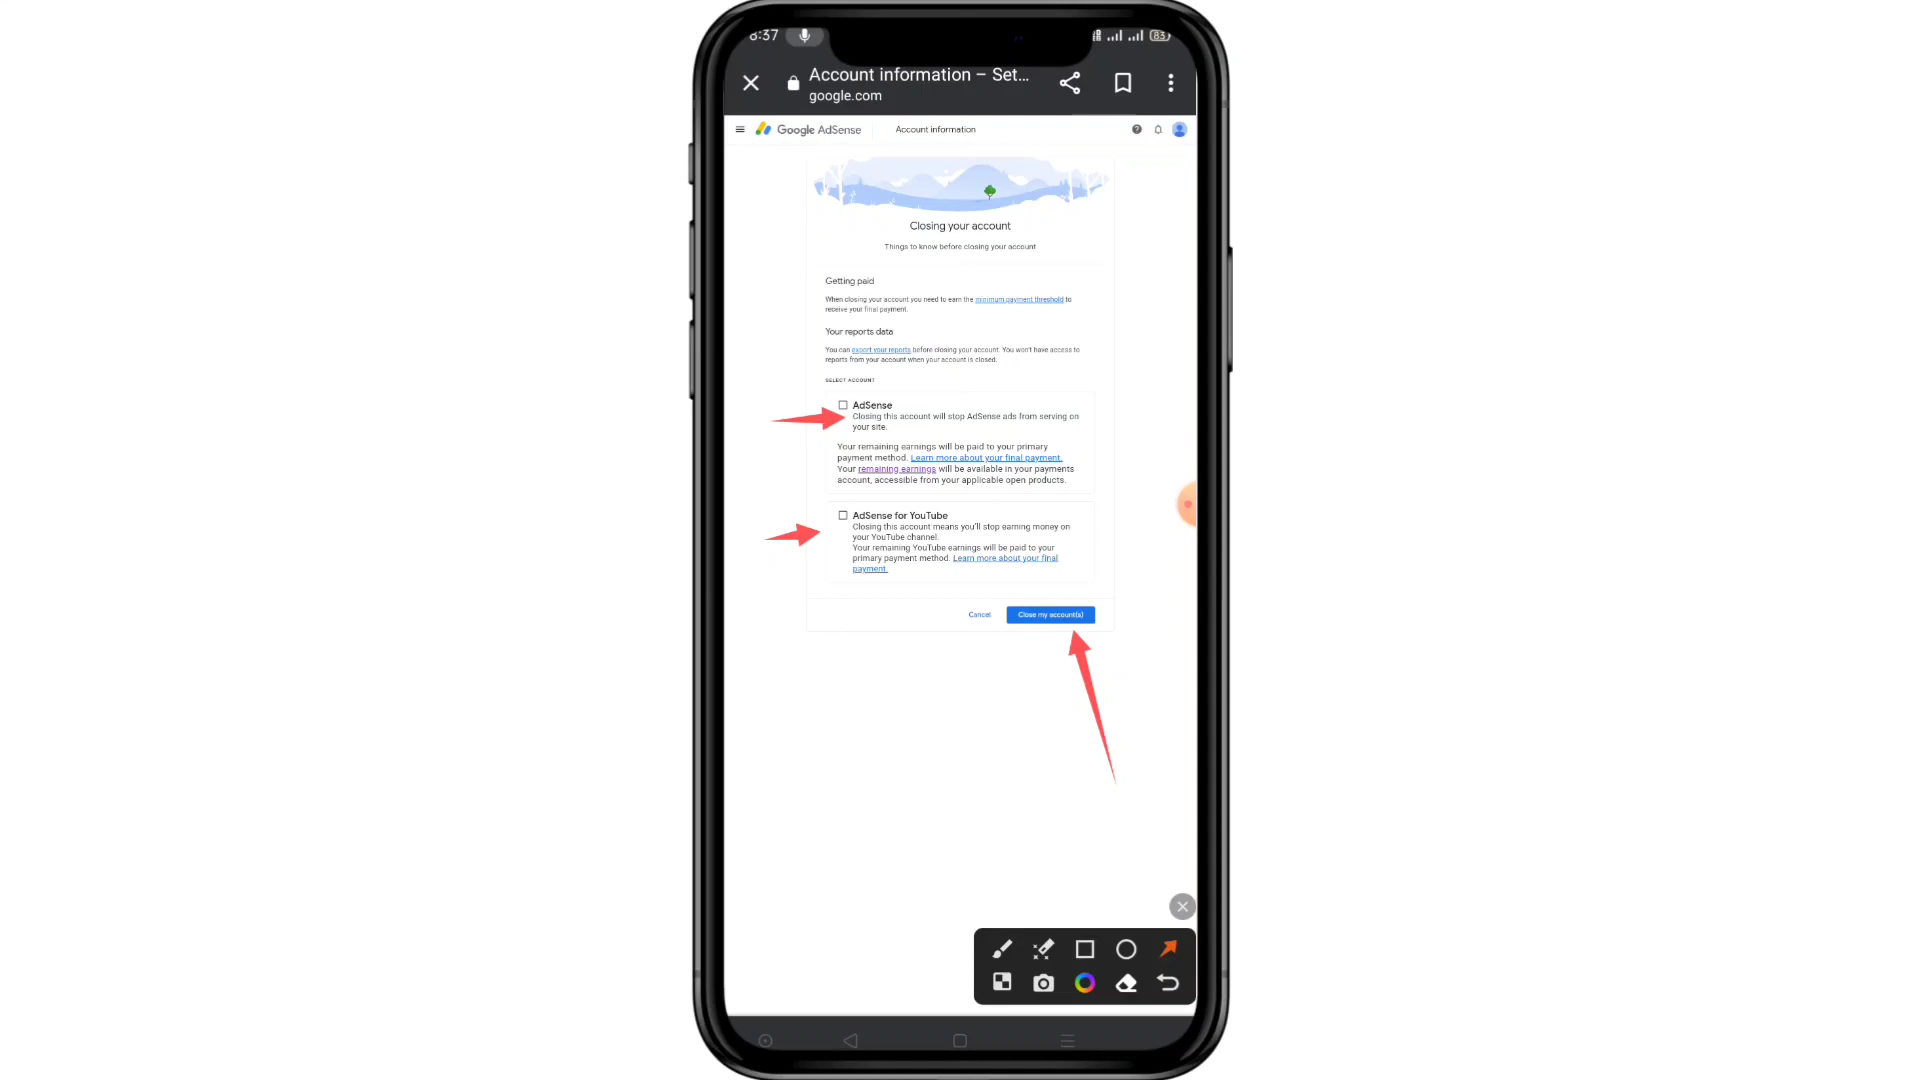 6:37
83
Account information – Set...
google.com
Google AdSense
Account information
Closing your account
Things to know before closing your account
Getting paid
When closing your account you need to earn the minimum payment threshold to
receive your final payment.
Your reports data
You can export your reports before closing your account. You won't have access to
reports from your account when your account is closed.
SELECT ACCOUNT
AdSense
Closing this account will stop AdSense ads from serving on
your site.
Your remaining earnings will be paid to your primary
payment method. Learn more about your final payment.
Your remaining earnings will be available in your payments
account, accessible from your applicable open products.
AdSense for YouTube
Closing this account means you'll stop earning money on
your YouTube channel.
Your remaining YouTube earnings will be paid to your
primary payment method. Learn more about your final
payment.
Cancel
Close my account(s)